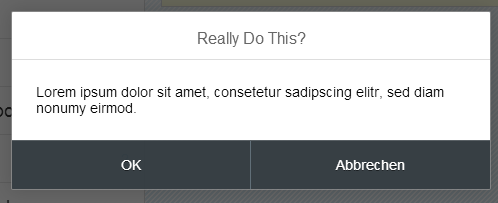 Really Do This?
Lorem ipsum dolor sit amet, consetetur sadipscing elitr, sed diam
nonumy eirmod.
OK
Abbrechen